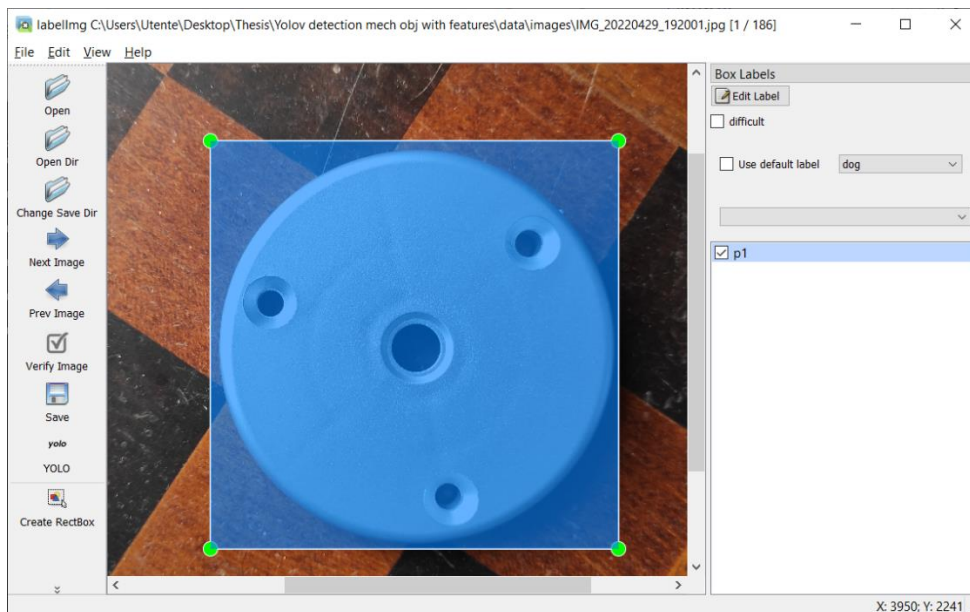 labelImg C:\Users\Utente\Desktop\Thesis\Yolov detection mech obj with features\data\images\IMG_20220429_192001.jpg [1 / 186]
File Edit View Help
Open
Open Dir
Change Save Dir
Next Image
Prev Image
Verify Image
Save
yolo
YOLO
Create RectBox
Box Labels
Edit Label
difficult
Use default label dog
p1
X: 3950; Y: 2241